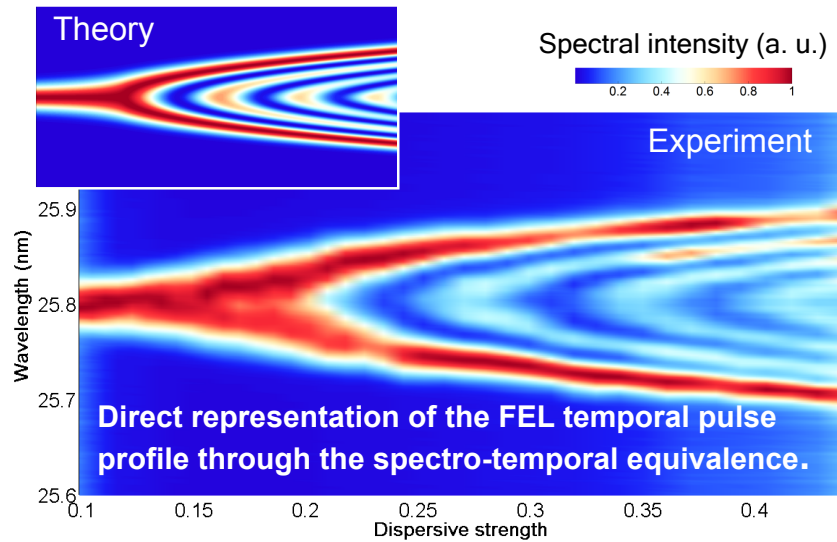 Theory
Spectral intensity (a. u.)
0.2 0.4 0.6 0.8 1
Experiment
Wavelength (nm)
25.9
25.8
25.7
25.6
Direct representation of the FEL temporal pulse
profile through the spectro-temporal equivalence.
0.1 0.15 0.2 0.25 0.3 0.35 0.4
Dispersive strength